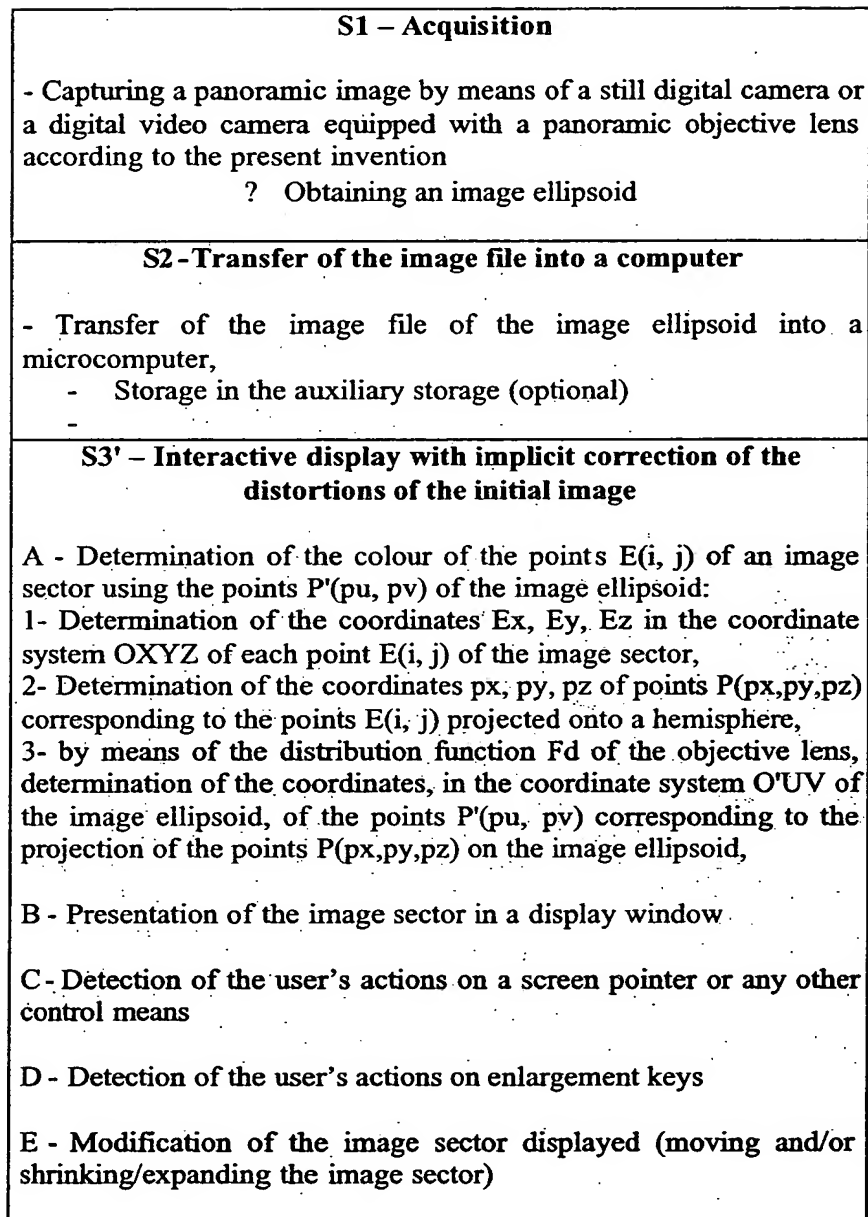 S1 – Acquisition
- Capturing a panoramic image by means of a still digital camera or
a digital video camera equipped with a panoramic objective lens
according to the present invention
? Obtaining an image ellipsoid
S2 - Transfer of the image file into a computer
- Transfer of the image file of the image ellipsoid into a
microcomputer,
- Storage in the auxiliary storage (optional)
-
S3' – Interactive display with implicit correction of the
distortions of the initial image
A - Determination of the colour of the points E(i, j) of an image
sector using the points P'(pu, pv) of the image ellipsoid:
1- Determination of the coordinates Ex, Ey, Ez in the coordinate
system OXYZ of each point E(i, j) of the image sector,
2- Determination of the coordinates px, py, pz of points P(px,py,pz)
corresponding to the points E(i, j) projected onto a hemisphere,
3- by means of the distribution function Fd of the objective lens,
determination of the coordinates, in the coordinate system O'UV of
the image ellipsoid, of the points P'(pu, pv) corresponding to the
projection of the points P(px,py,pz) on the image ellipsoid,
B - Presentation of the image sector in a display window
C - Detection of the user's actions on a screen pointer or any other
control means
D - Detection of the user's actions on enlargement keys
E - Modification of the image sector displayed (moving and/or
shrinking/expanding the image sector)